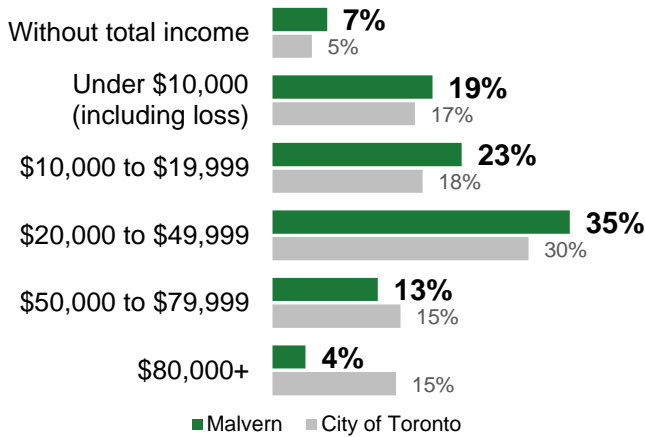 Without total income
7%
5%
Under $10,000
(including loss)
19%
17%
$10,000 to $19,999
23%
18%
$20,000 to $49,999
35%
30%
$50,000 to $79,999
13%
15%
$80,000+
4%
15%
Malvern City of Toronto